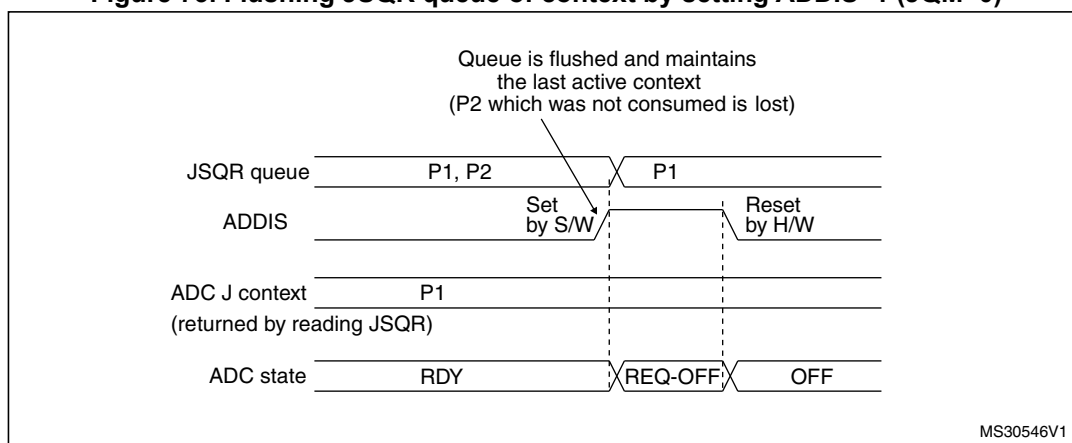 Figure 76. Flushing JSQR queue of context by setting ADDIS=1 (JQM=0)
Queue is flushed and maintains
the last active context
(P2 which was not consumed is lost)
JSQR queue P1, P2 P1
Set Reset
ADDIS by S/W by H/W
ADC J context P1
(returned by reading JSQR)
ADC state RDY REQ-OFF OFF
MS30546V1